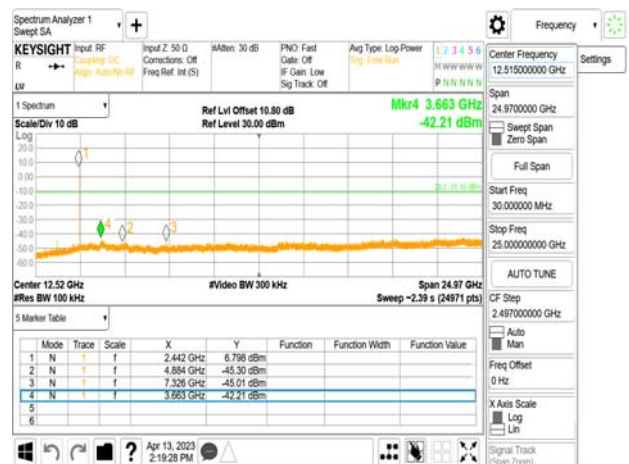 Spectrum Analyzer 1
Swept SA
Frequency
KEYSIGHT
R
LW
Input: RF
Coupling: DC
Align: Auto/No RF
Input Z: 50 Ω
Corrections: Off
Freq Ref: Int (S)
#Atten: 30 dB
PNO: Fast
Gate: Off
IF Gain: Low
Sig Track: Off
Avg Type: Log-Power
Trig: Free Run
1 2 3 4 5 6
M W W W W W
P N N N N N
Center Frequency
12.515000000 GHz
Settings
Span
24.9700000 GHz
Swept Span
Zero Span
Full Span
Start Freq
30.000000 MHz
Stop Freq
25.000000000 GHz
AUTO TUNE
CF Step
2.497000000 GHz
Auto
Man
Freq Offset
0 Hz
X Axis Scale
Log
Lin
Signal Track
(Span Zoom)
1 Spectrum
Scale/Div 10 dB
Ref Lvl Offset 10.80 dB
Ref Level 30.00 dBm
Mkr4 3.663 GHz
-42.21 dBm
Log
20.0
10.0
0.00
-10.0
-20.0
-30.0
-40.0
-50.0
-60.0
1
4
2
3
Center 12.52 GHz
#Res BW 100 kHz
#Video BW 300 kHz
Span 24.97 GHz
Sweep ~2.39 s (24971 pts)
5 Marker Table
Mode Trace Scale X Y Function Function Width Function Value
1 N 1 f 2.442 GHz 6.798 dBm
2 N 1 f 4.884 GHz -45.30 dBm
3 N 1 f 7.326 GHz -45.01 dBm
4 N 1 f 3.663 GHz -42.21 dBm
5
6
?
Apr 13, 2023
2:19:28 PM